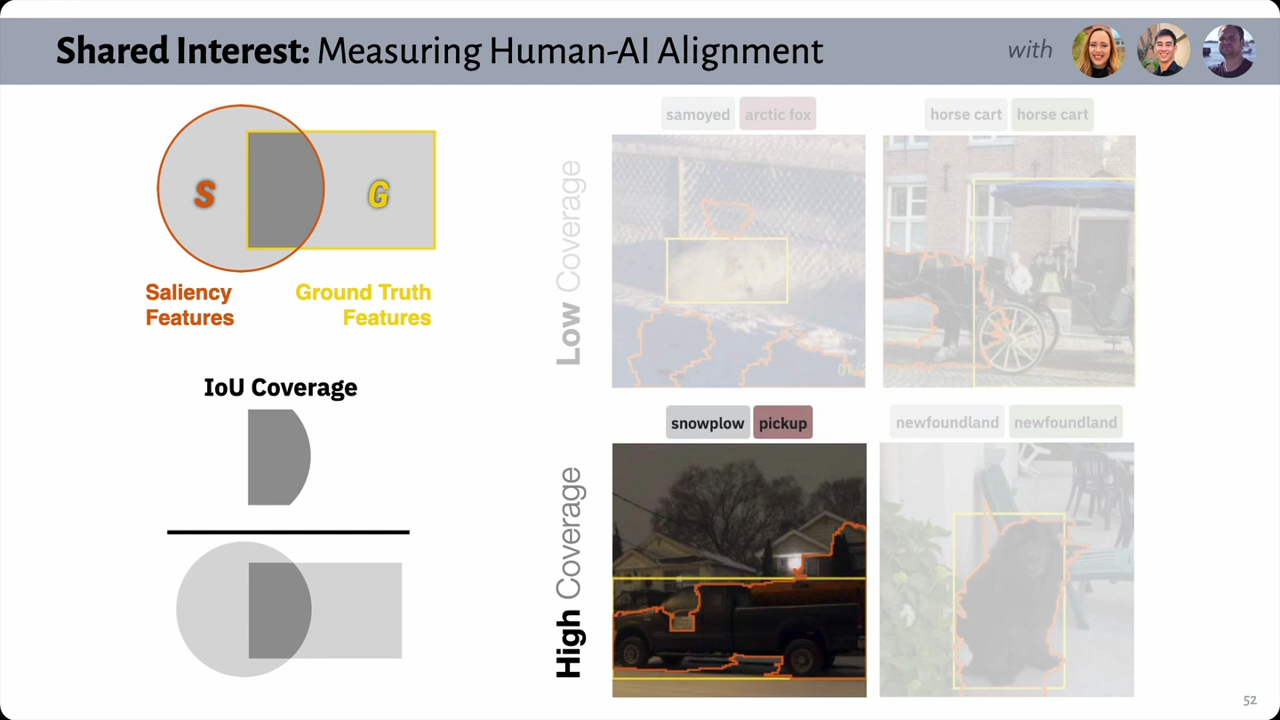 Shared Interest: Measuring Human-AI Alignment
with
S
G
Saliency
Features
Ground Truth
Features
IoU Coverage
Low Coverage
samoyed
arctic fox
horse cart
horse cart
High Coverage
snowplow
pickup
newfoundland
newfoundland
52